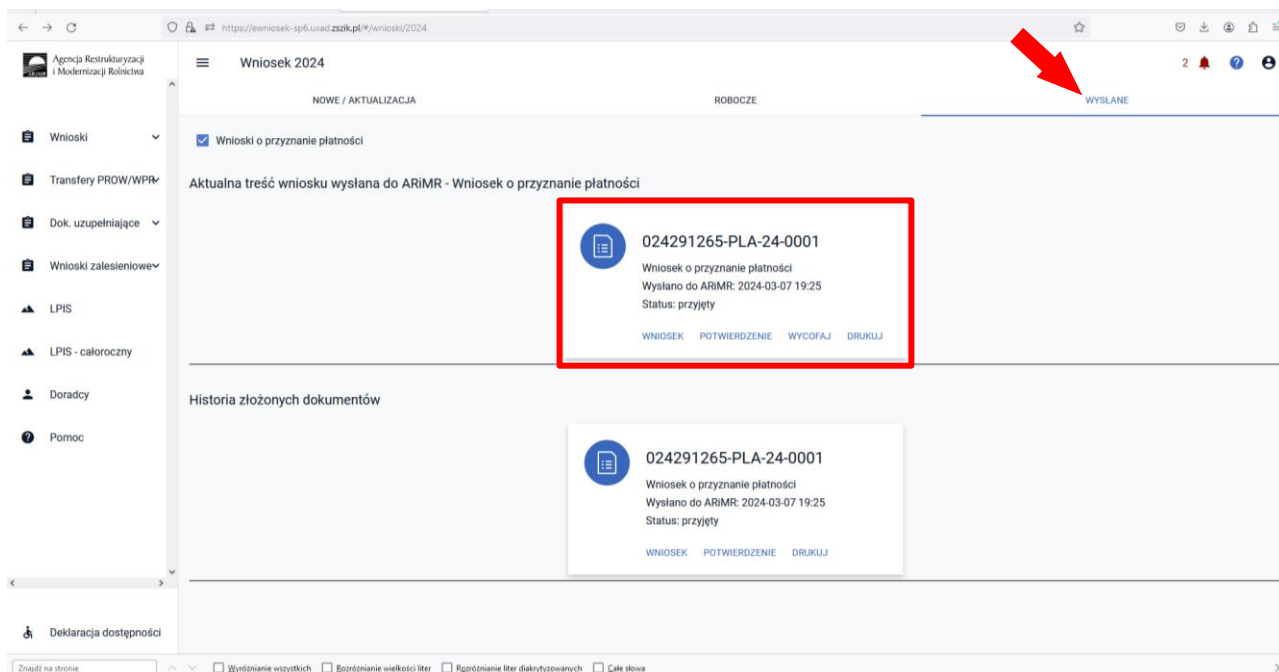 https://ewniosek-sp6.uxad.zszik.pl/#/wnioski/2024
Agencja Restrukturyzacji
i Modernizacji Rolnictwa
ARiMR
Wniosek 2024
2
NOWE / AKTUALIZACJA
ROBOCZE
WYSŁANE
Wnioski
Transfery PROW/WPR
Dok. uzupełniające
Wnioski zalesieniowe
LPIS
LPIS - całoroczny
Doradcy
Pomoc
Wnioski o przyznanie płatności
Aktualna treść wniosku wysłana do ARiMR - Wniosek o przyznanie płatności
024291265-PLA-24-0001
Wniosek o przyznanie płatności
Wysłano do ARiMR: 2024-03-07 19:25
Status: przyjęty
WNIOSEK POTWIERDZENIE WYCOFAJ DRUKUJ
Historia złożonych dokumentów
024291265-PLA-24-0001
Wniosek o przyznanie płatności
Wysłano do ARiMR: 2024-03-07 19:25
Status: przyjęty
WNIOSEK POTWIERDZENIE DRUKUJ
Deklaracja dostępności
Znajdź na stronie
Wyróżnianie wszystkich Rozróżnianie wielkości liter Rozróżnianie liter diakrytyzowanych Całe słowa